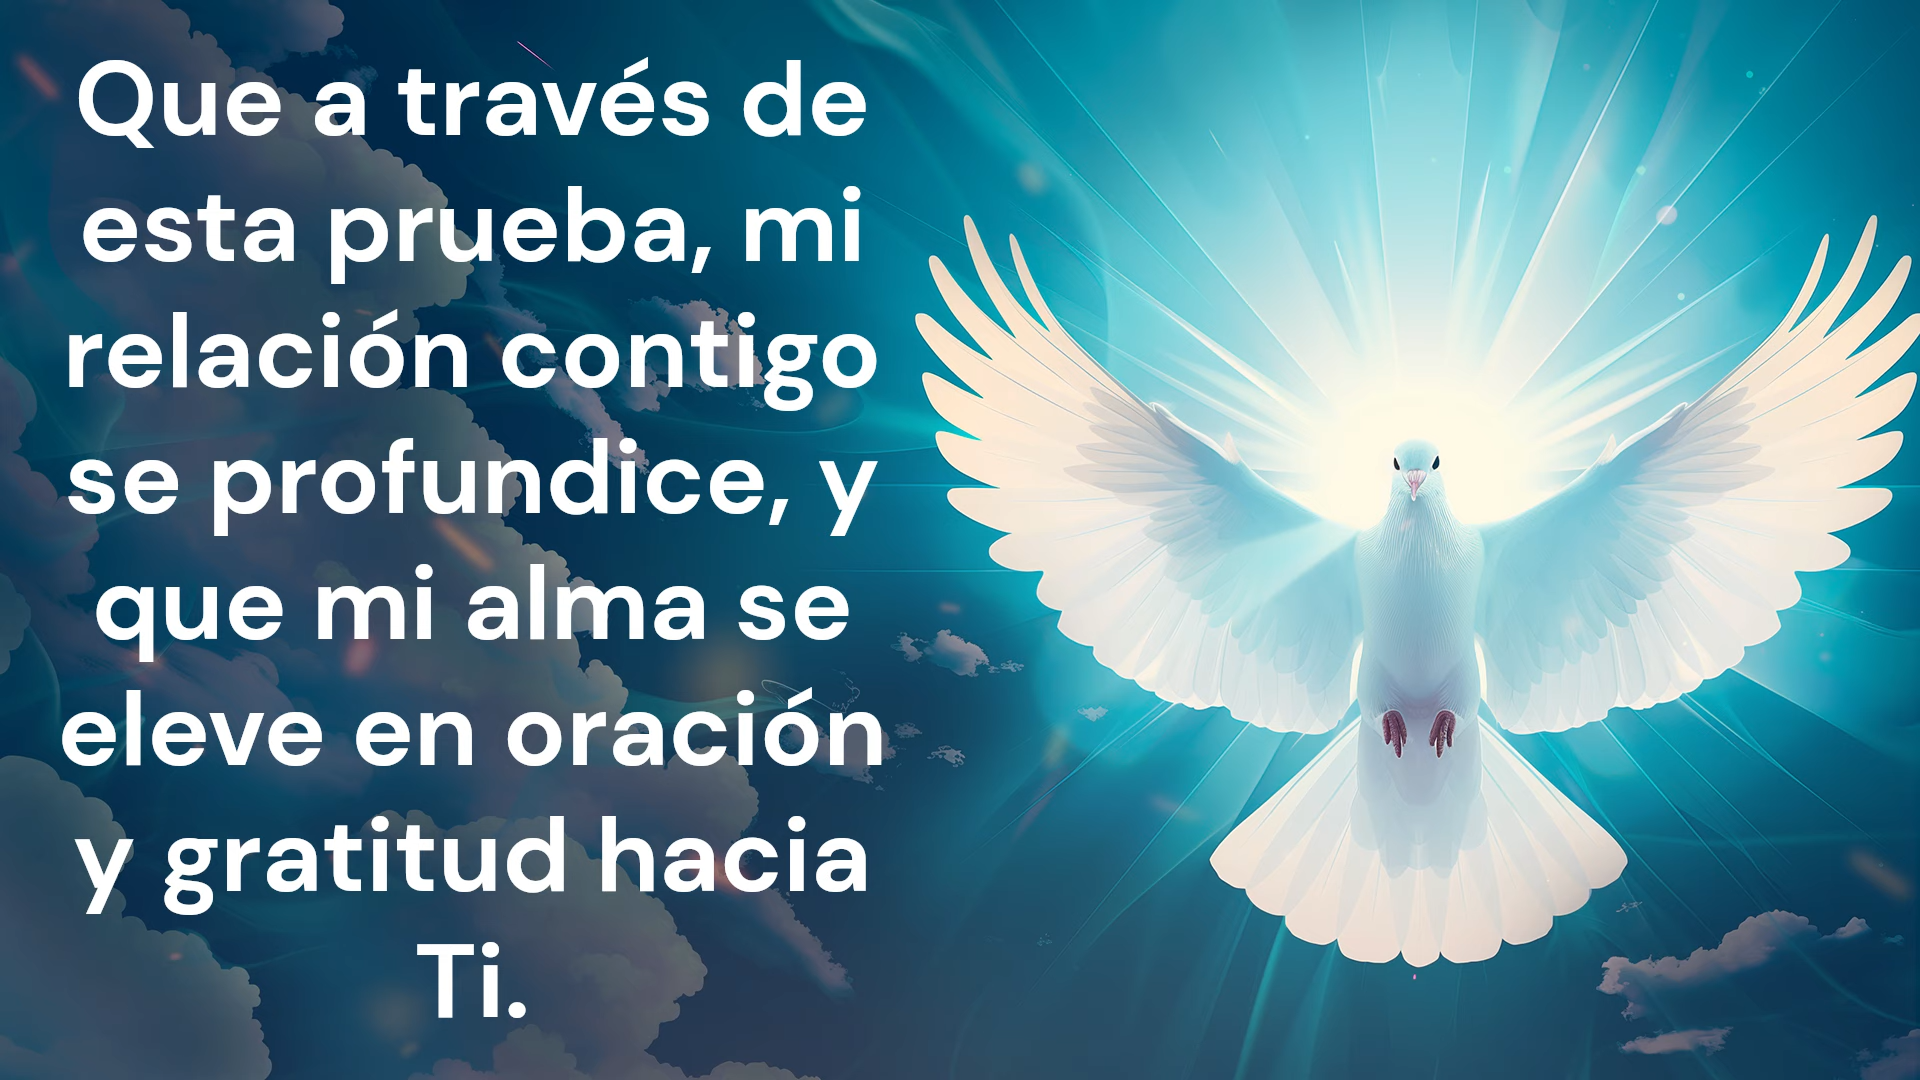 Que a través de
esta prueba, mi
relación contigo
se profundice, y
que mi alma se
eleve en oración
y gratitud hacia
Ti.